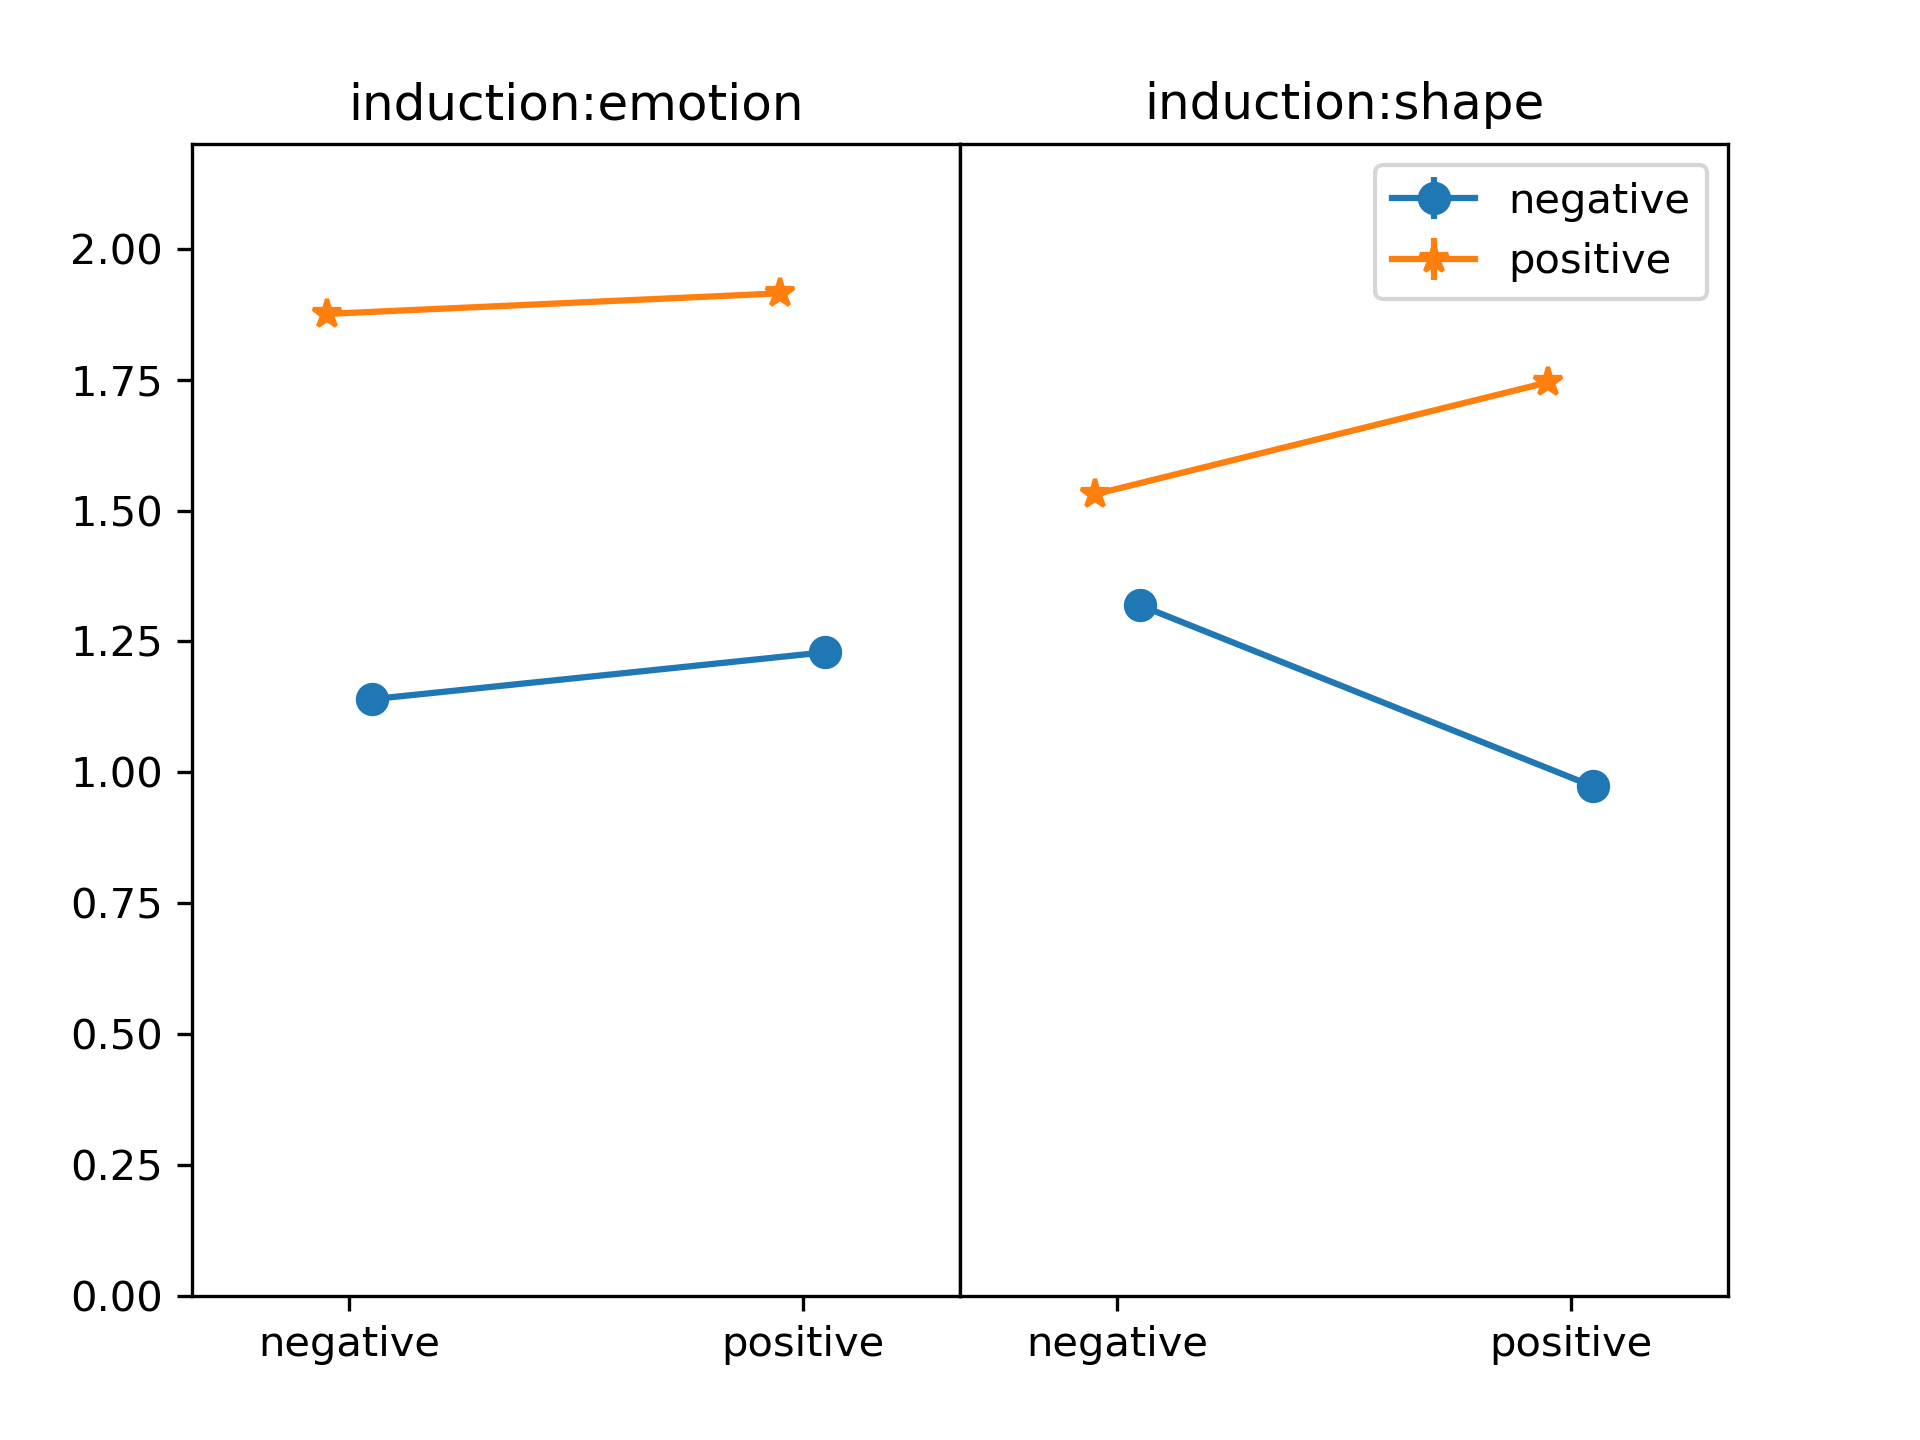 induction:emotion
induction:shape
negative
positive
2.00
1.75
1.50
1.25
1.00
0.75
0.50
0.25
0.00
negative
positive
negative
positive